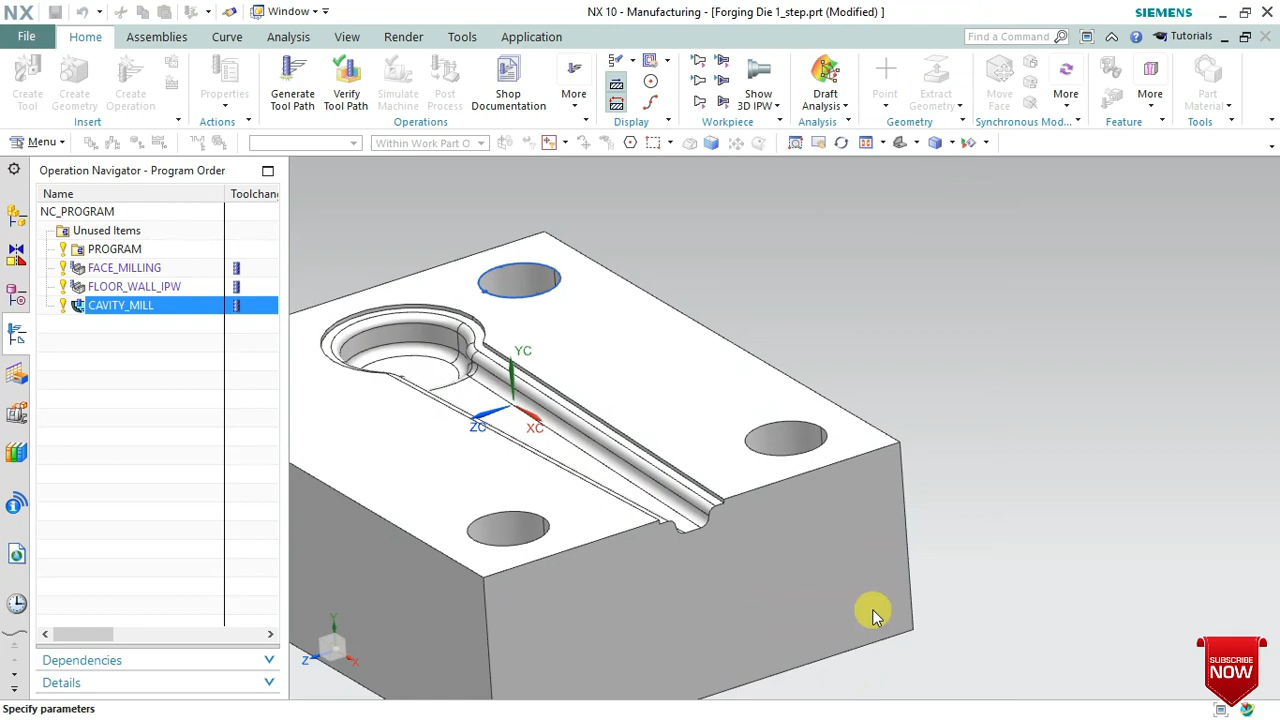 NX
Window
NX 10 - Manufacturing - [Forging Die 1_step.prt (Modified) ]
SIEMENS
File
Home
Assemblies
Curve
Analysis
View
Render
Tools
Application
Find a Command
Tutorials
Create Tool
Create Geometry
Create Operation
Properties
Generate Tool Path
Verify Tool Path
Simulate Machine
Post Process
Shop Documentation
More
Show 3D IPW
Draft Analysis
Point
Extract Geometry
Move Face
More
More
Part Material
Insert
Actions
Operations
Display
Workpiece
Analysis
Geometry
Synchronous Mod...
Feature
Tools
Menu
Within Work Part O
Operation Navigator - Program Order
Name
Toolchan
NC_PROGRAM
Unused Items
PROGRAM
FACE_MILLING
FLOOR_WALL_IPW
CAVITY_MILL
YC
ZC
XC
Y
Z
X
Dependencies
Details
SUBSCRIBE
NOW
Specify parameters